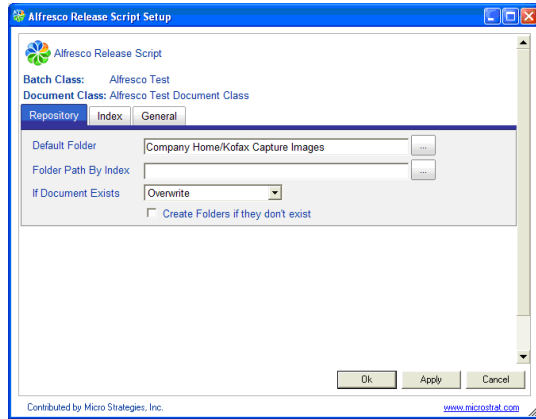 Alfresco Release Script Setup
Alfresco Release Script
Batch Class: Alfresco Test
Document Class: Alfresco Test Document Class
Repository Index General
Default Folder Company Home/Kofax Capture Images ...
Folder Path By Index ...
If Document Exists Overwrite
Create Folders if they don't exist
Ok Apply Cancel
Contributed by Micro Strategies, Inc. www.microstrat.com